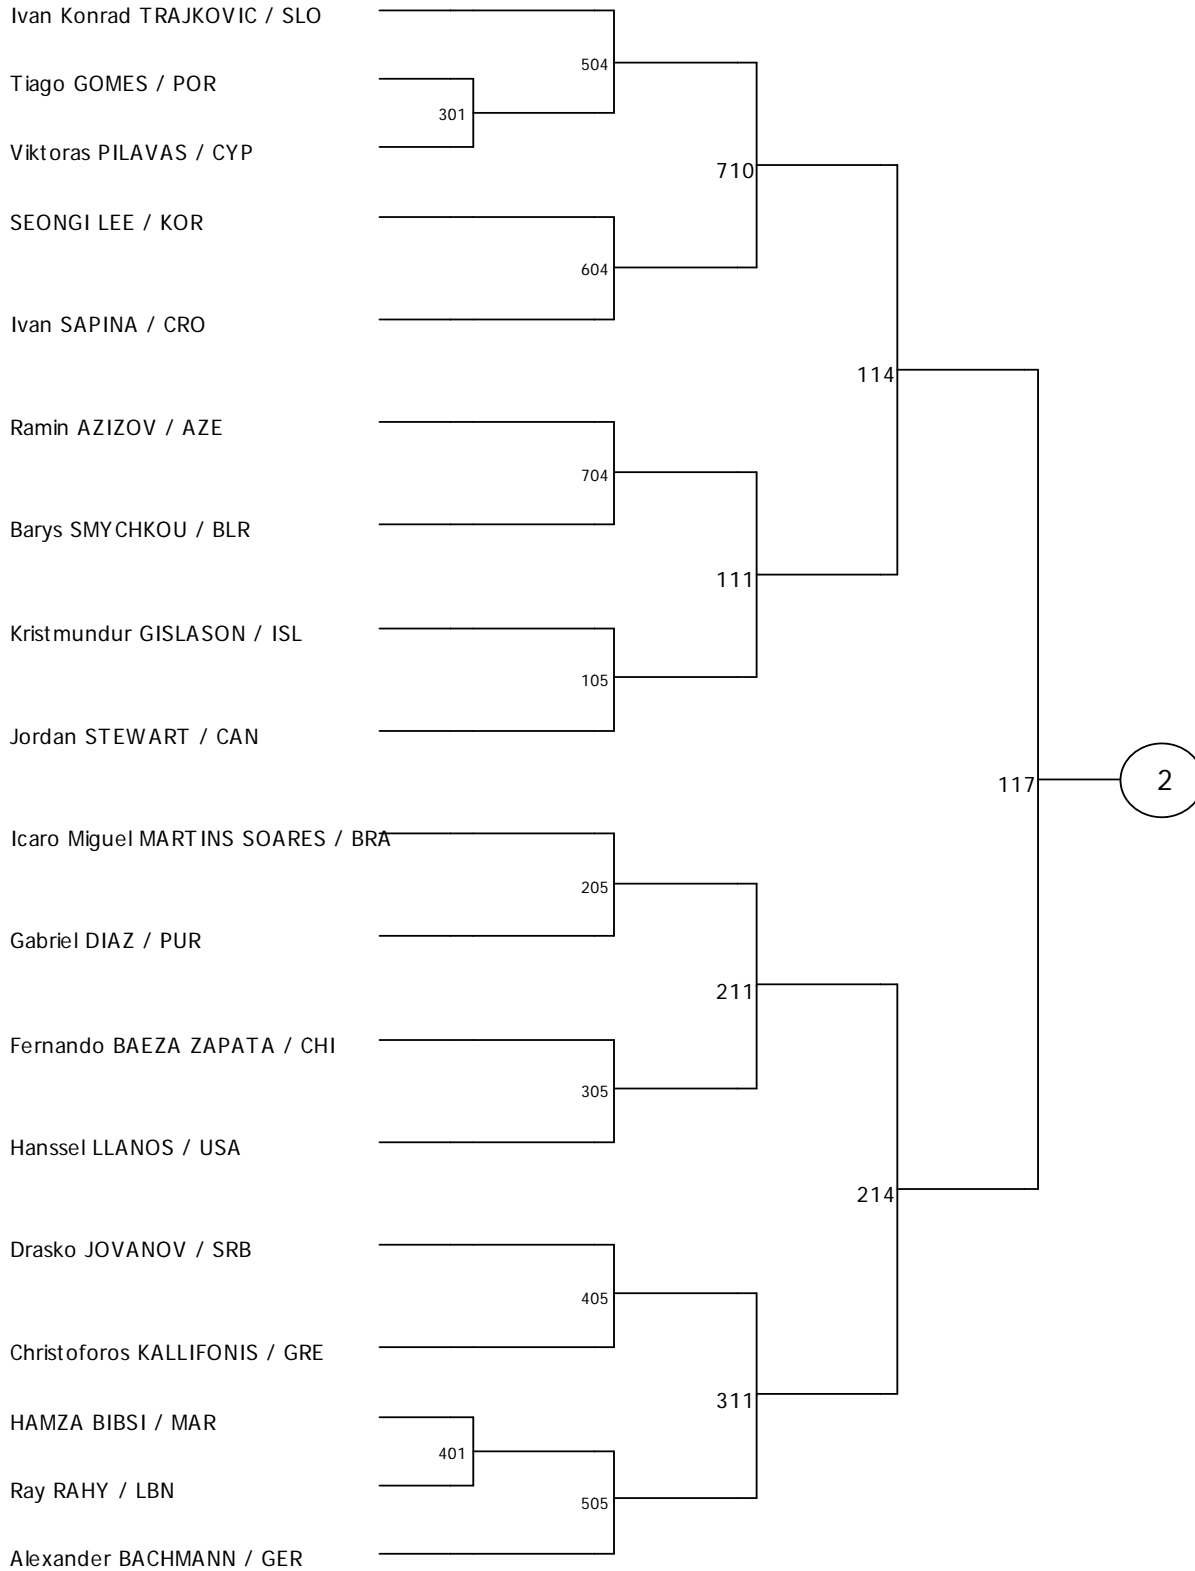 Ivan Konrad TRAJKOVIC / SLO
504
Tiago GOMES / POR
301
Viktoras PILAVAS / CYP
710
SEONGI LEE / KOR
604
Ivan SAPINA / CRO
114
Ramin AZIZOV / AZE
704
Barys SMYCHKOU / BLR
111
Kristmundur GISLASON / ISL
105
Jordan STEWART / CAN
117
2
Icaro Miguel MARTINS SOARES / BRA
205
Gabriel DIAZ / PUR
211
Fernando BAEZA ZAPATA / CHI
305
Hanssel LLANOS / USA
214
Drasko JOVANOV / SRB
405
Christoforos KALLIFONIS / GRE
311
HAMZA BIBSI / MAR
401
Ray RAHY / LBN
505
Alexander BACHMANN / GER